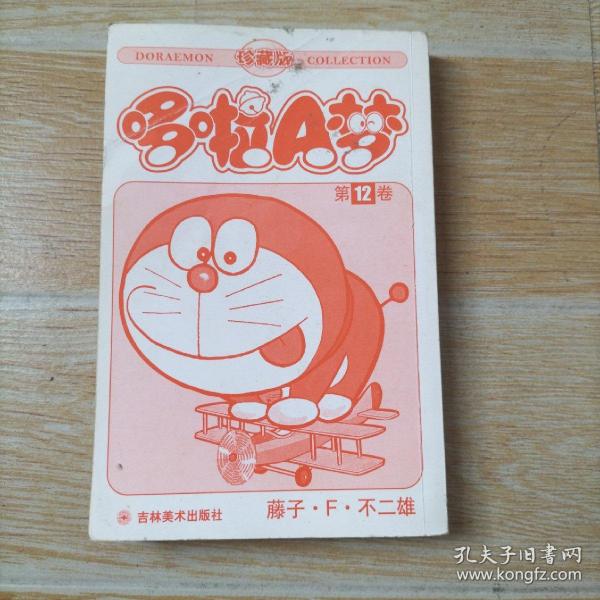 DORAEMON 珍藏版 COLLECTION
哆啦A梦
第12卷
吉林美术出版社
藤子·F·不二雄
孔夫子旧书网
www.kongfz.com